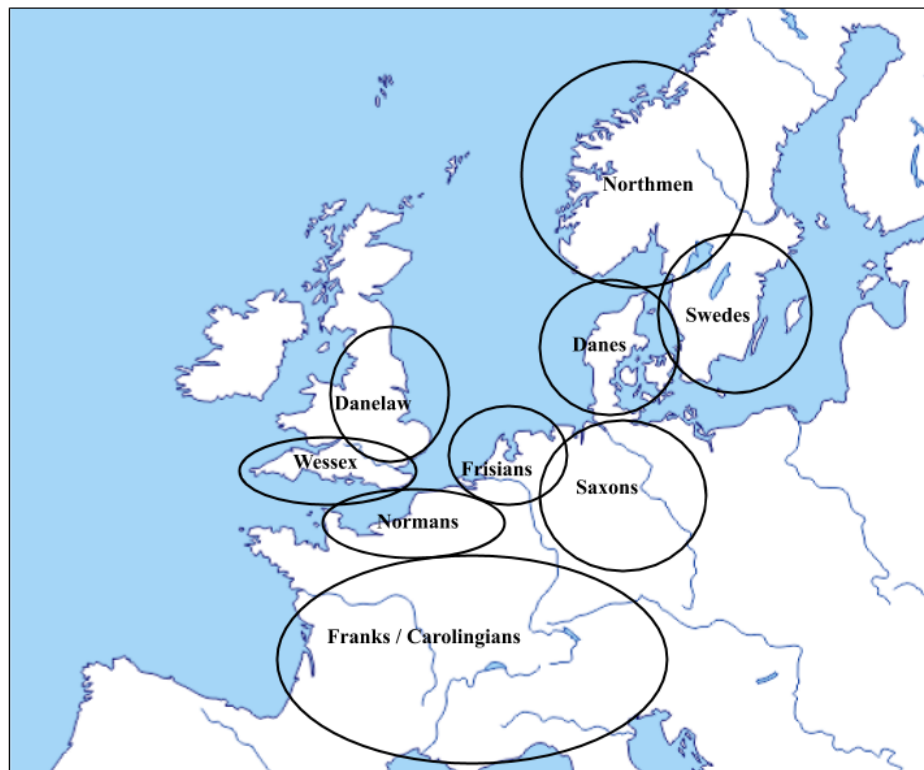 Northmen
Swedes
Danes
Danelaw
Wessex
Frisians
Saxons
Normans
Franks / Carolingians